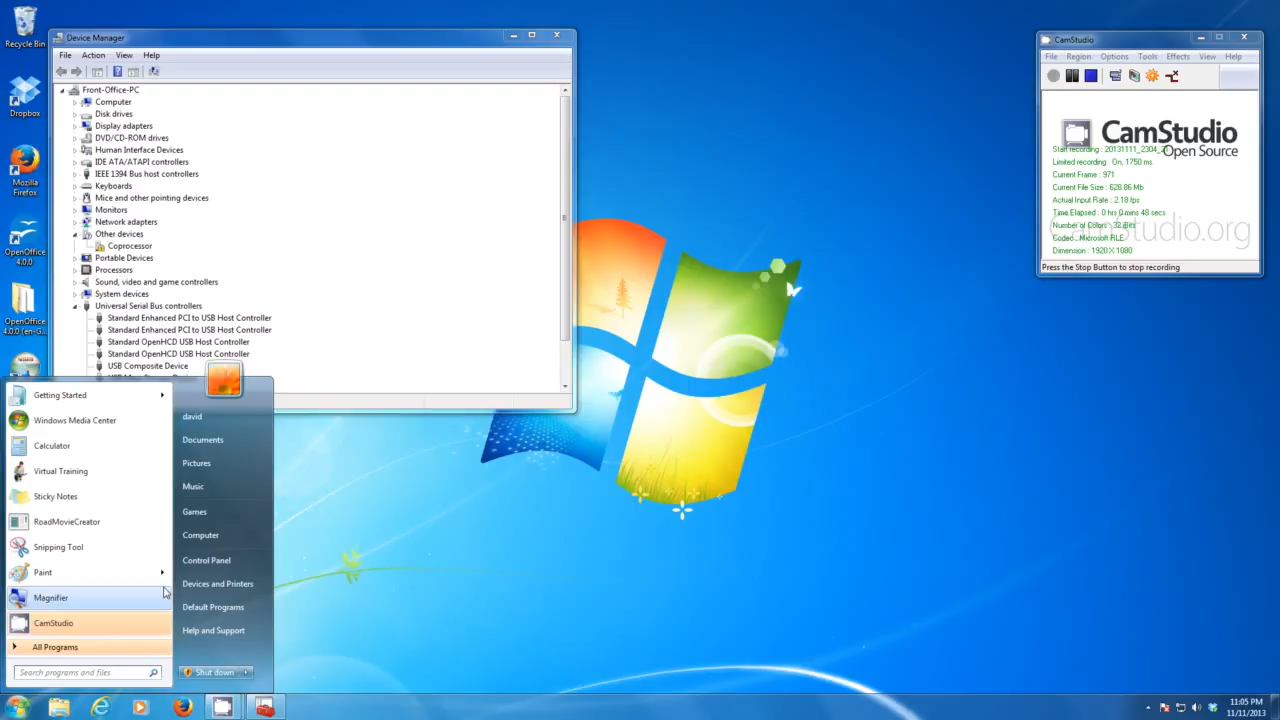 Recycle Bin
Dropbox
Mozilla
Firefox
OpenOffice
4.0.0
OpenOffice
4.0.0 (en-G...
Device Manager
File Action View Help
Front-Office-PC
Computer
Disk drives
Display adapters
DVD/CD-ROM drives
Human Interface Devices
IDE ATA/ATAPI controllers
IEEE 1394 Bus host controllers
Keyboards
Mice and other pointing devices
Monitors
Network adapters
Other devices
Coprocessor
Portable Devices
Processors
Sound, video and game controllers
System devices
Universal Serial Bus controllers
Standard Enhanced PCI to USB Host Controller
Standard Enhanced PCI to USB Host Controller
Standard OpenHCD USB Host Controller
Standard OpenHCD USB Host Controller
USB Composite Device
CamStudio
File Region Options Tools Effects View Help
CamStudio
Open Source
CamStudio.org
Start recording : 20131111_2304_
Limited recording : On, 1750 ms.
Current Frame : 971
Current File Size : 628.86 Mb
Actual Input Rate : 2.18 fps
Time Elapsed : 0 hrs 0 mins 48 secs
Number of Colors : 32 Bits
Codec : Microsoft RLE
Dimension : 1920 X 1080
Press the Stop Button to stop recording
Getting Started
Windows Media Center
Calculator
Virtual Training
Sticky Notes
RoadMovieCreator
Snipping Tool
Paint
Magnifier
CamStudio
All Programs
Search programs and files
david
Documents
Pictures
Music
Games
Computer
Control Panel
Devices and Printers
Default Programs
Help and Support
Shut down
11:05 PM
11/11/2013